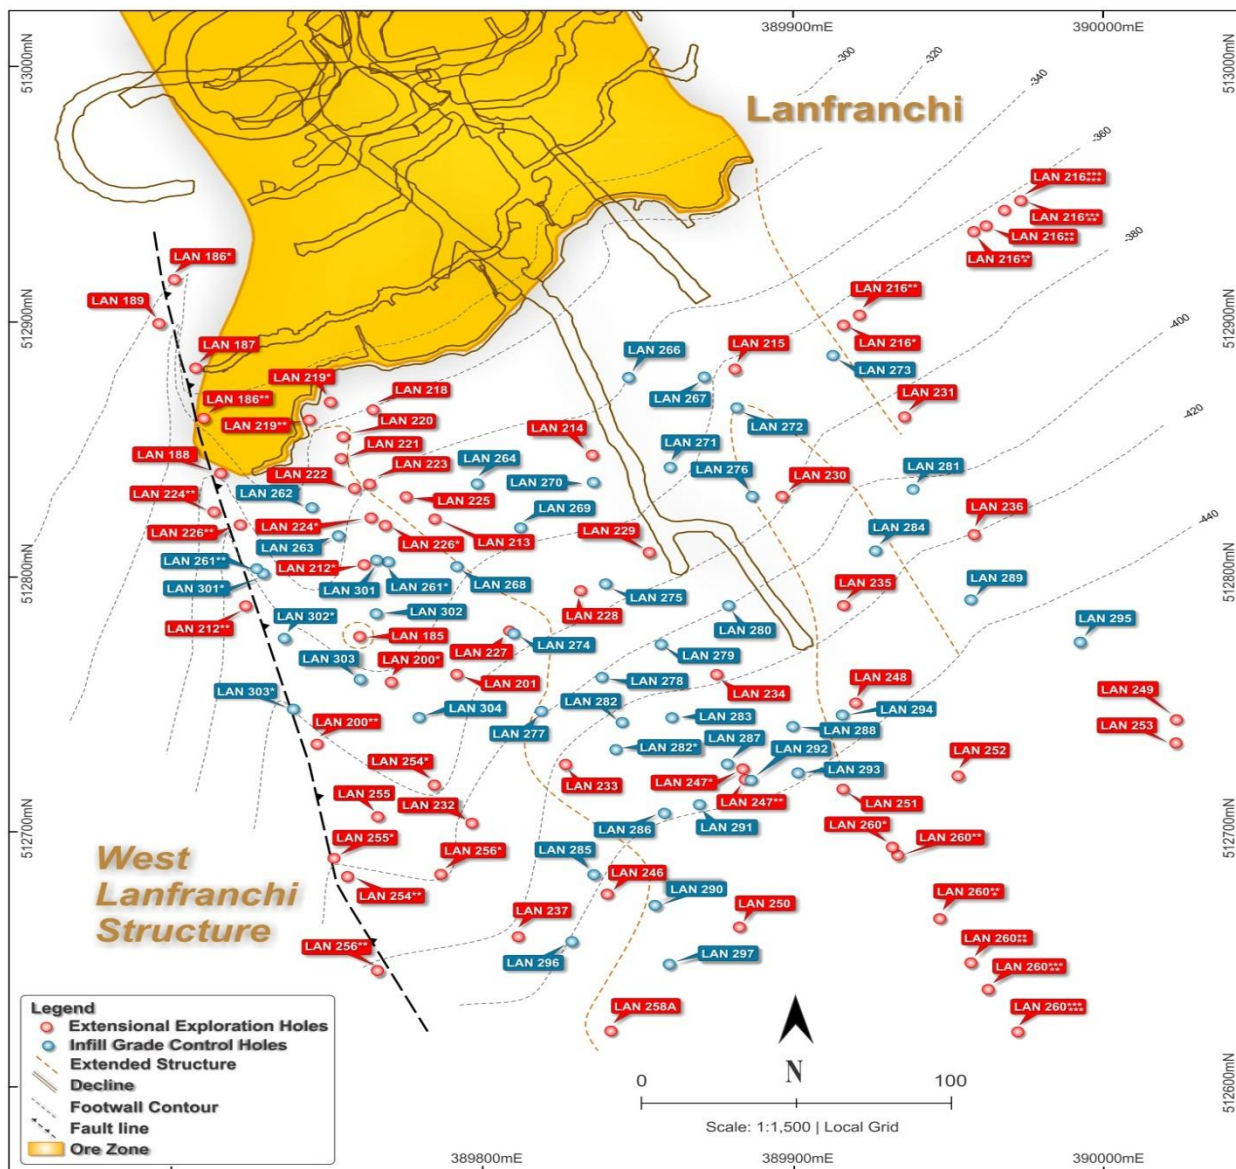 389900mE
390000mE
513000mN
513000mN
-300
-320
-340
-360
-380
-400
-420
-440
Lanfranchi
LAN 216******
LAN 216*****
LAN 216****
LAN 216***
LAN 186*
LAN 189
LAN 216**
LAN 216*
512900mN
512900mN
LAN 187
LAN 266
LAN 215
LAN 273
LAN 219*
LAN 218
LAN 267
LAN 231
LAN 186**
LAN 219**
LAN 220
LAN 214
LAN 272
LAN 221
LAN 271
LAN 188
LAN 222
LAN 223
LAN 264
LAN 276
LAN 281
LAN 224**
LAN 262
LAN 225
LAN 270
LAN 230
LAN 236
LAN 226**
LAN 224*
LAN 269
LAN 229
LAN 284
LAN 263
LAN 226*
LAN 213
LAN 261**
LAN 212*
LAN 235
LAN 289
LAN 301*
LAN 301
LAN 261*
LAN 268
LAN 275
512800mN
512800mN
LAN 212**
LAN 302*
LAN 302
LAN 228
LAN 280
LAN 295
LAN 185
LAN 227
LAN 274
LAN 279
LAN 303
LAN 200*
LAN 201
LAN 278
LAN 234
LAN 248
LAN 249
LAN 303*
LAN 304
LAN 282
LAN 283
LAN 294
LAN 200**
LAN 277
LAN 287
LAN 288
LAN 253
LAN 282*
LAN 292
LAN 252
LAN 254*
LAN 233
LAN 247*
LAN 293
LAN 255
LAN 232
LAN 247**
LAN 251
LAN 286
LAN 291
LAN 260*
LAN 260**
512700mN
512700mN
LAN 255*
LAN 256*
LAN 285
LAN 246
LAN 290
LAN 260***
LAN 254**
LAN 237
LAN 250
LAN 260****
LAN 256**
LAN 296
LAN 297
LAN 260*****
West
Lanfranchi
Structure
LAN 258A
LAN 260******
Legend
Extensional Exploration Holes
Infill Grade Control Holes
Extended Structure
Decline
Footwall Contour
Fault line
Ore Zone
N
0
100
Scale: 1:1,500 | Local Grid
512600mN
389800mE
389900mE
390000mE